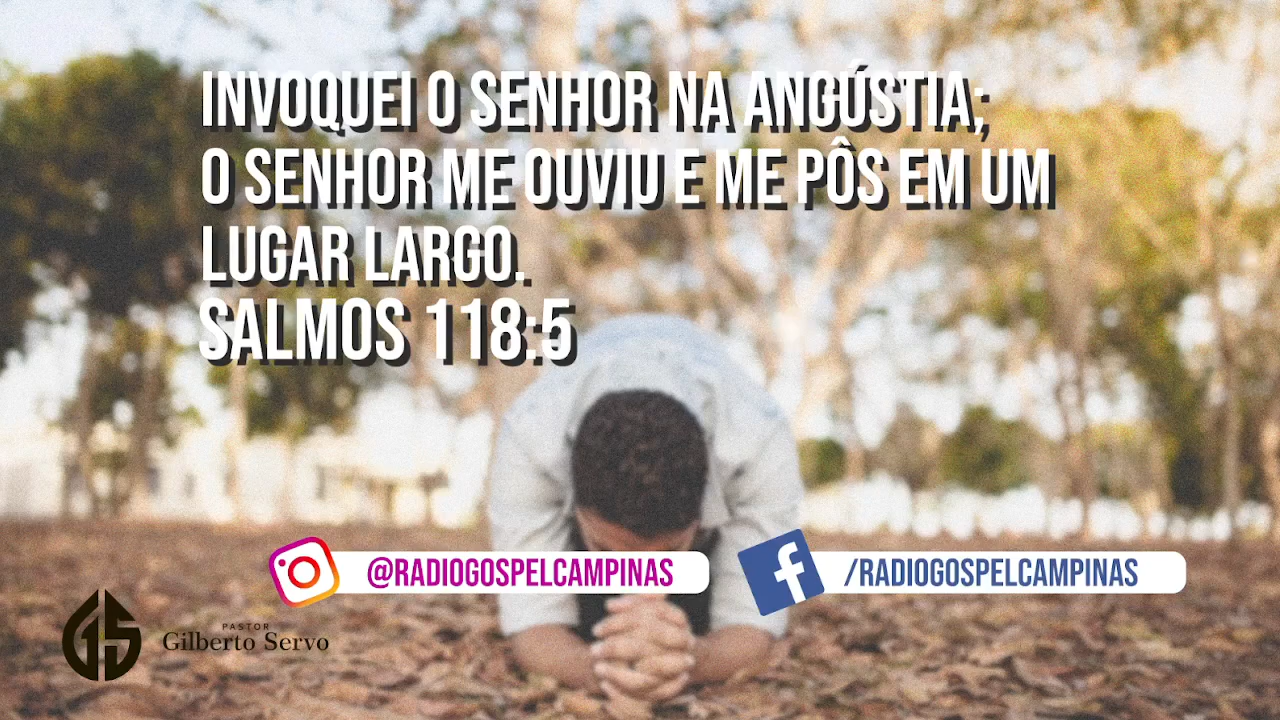 INVOQUEI O SENHOR NA ANGÚSTIA;
O SENHOR ME OUVIU E ME PÔS EM UM
LUGAR LARGO.
SALMOS 118:5
@RADIOGOSPELCAMPINAS
/RADIOGOSPELCAMPINAS
GS
PASTOR
Gilberto Servo